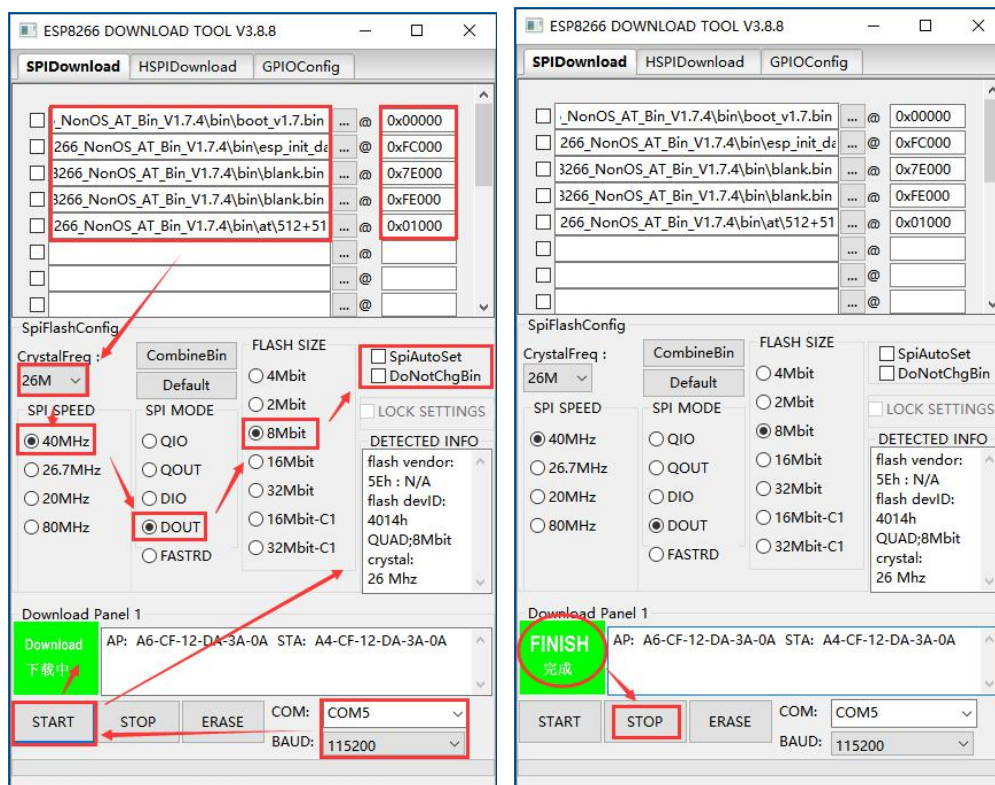 ESP8266 DOWNLOAD TOOL V3.8.8
SPIDownload HSPIDownload GPIOConfig
_NonOS_AT_Bin_V1.7.4\bin\boot_v1.7.bin ... @ 0x00000
266_NonOS_AT_Bin_V1.7.4\bin\esp_init_da ... @ 0xFC000
3266_NonOS_AT_Bin_V1.7.4\bin\blank.bin ... @ 0x7E000
3266_NonOS_AT_Bin_V1.7.4\bin\blank.bin ... @ 0xFE000
266_NonOS_AT_Bin_V1.7.4\bin\at\512+51 ... @ 0x01000
... @
... @
... @
SpiFlashConfig
CrystalFreq :
26M
CombineBin
Default
SPI SPEED
40MHz
26.7MHz
20MHz
80MHz
SPI MODE
QIO
QOUT
DIO
DOUT
FASTRD
FLASH SIZE
4Mbit
2Mbit
8Mbit
16Mbit
32Mbit
16Mbit-C1
32Mbit-C1
SpiAutoSet
DoNotChgBin
LOCK SETTINGS
DETECTED INFO
flash vendor:
5Eh : N/A
flash devID:
4014h
QUAD;8Mbit
crystal:
26 Mhz
Download Panel 1
Download
下载中
AP: A6-CF-12-DA-3A-0A STA: A4-CF-12-DA-3A-0A
START STOP ERASE
COM: COM5
BAUD: 115200
ESP8266 DOWNLOAD TOOL V3.8.8
SPIDownload HSPIDownload GPIOConfig
_NonOS_AT_Bin_V1.7.4\bin\boot_v1.7.bin ... @ 0x00000
266_NonOS_AT_Bin_V1.7.4\bin\esp_init_da ... @ 0xFC000
3266_NonOS_AT_Bin_V1.7.4\bin\blank.bin ... @ 0x7E000
3266_NonOS_AT_Bin_V1.7.4\bin\blank.bin ... @ 0xFE000
266_NonOS_AT_Bin_V1.7.4\bin\at\512+51 ... @ 0x01000
... @
... @
... @
SpiFlashConfig
CrystalFreq :
26M
CombineBin
Default
SPI SPEED
40MHz
26.7MHz
20MHz
80MHz
SPI MODE
QIO
QOUT
DIO
DOUT
FASTRD
FLASH SIZE
4Mbit
2Mbit
8Mbit
16Mbit
32Mbit
16Mbit-C1
32Mbit-C1
SpiAutoSet
DoNotChgBin
LOCK SETTINGS
DETECTED INFO
flash vendor:
5Eh : N/A
flash devID:
4014h
QUAD;8Mbit
crystal:
26 Mhz
Download Panel 1
FINISH
完成
AP: A6-CF-12-DA-3A-0A STA: A4-CF-12-DA-3A-0A
START STOP ERASE
COM: COM5
BAUD: 115200